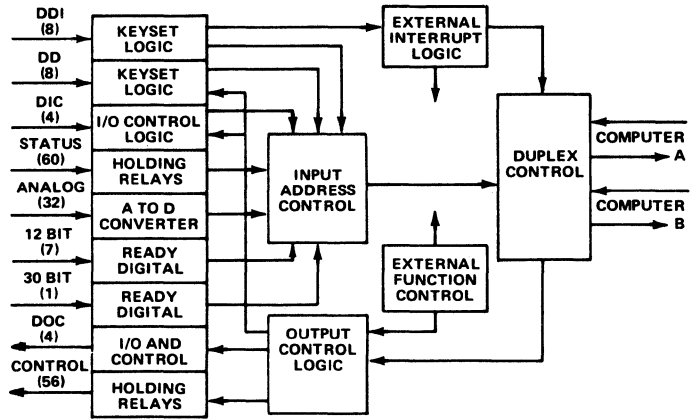 DDI
(8)
KEYSET
LOGIC
DD
(8)
KEYSET
LOGIC
DIC
(4)
I/O CONTROL
LOGIC
STATUS
(60)
HOLDING
RELAYS
ANALOG
(32)
A TO D
CONVERTER
12 BIT
(7)
READY
DIGITAL
30 BIT
(1)
READY
DIGITAL
DOC
(4)
I/O AND
CONTROL
CONTROL
(56)
HOLDING
RELAYS
INPUT
ADDRESS
CONTROL
OUTPUT
CONTROL
LOGIC
EXTERNAL
INTERRUPT
LOGIC
EXTERNAL
FUNCTION
CONTROL
DUPLEX
CONTROL
COMPUTER
A
COMPUTER
B